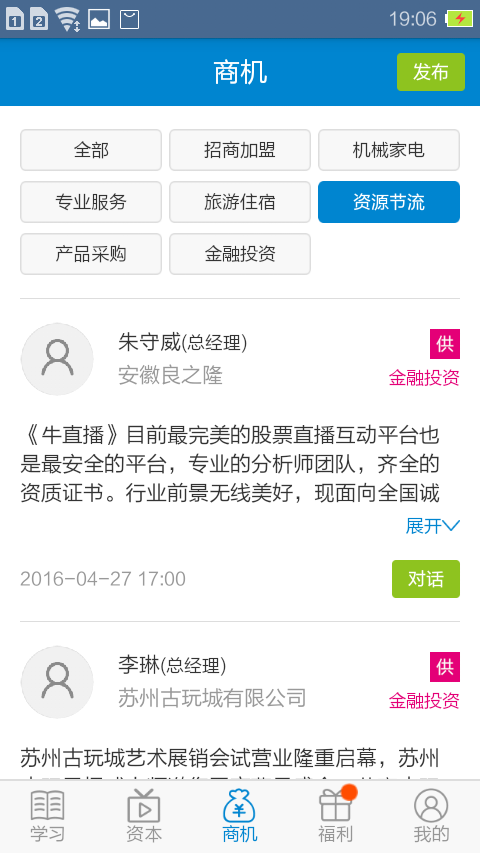 1 2 19:06
商机
发布
全部 招商加盟 机械家电
专业服务 旅游住宿 资源节流
产品采购 金融投资
朱守威(总经理) 供
安徽良之隆 金融投资
《牛直播》目前最完美的股票直播互动平台也
是最安全的平台，专业的分析师团队，齐全的
资质证书。行业前景无线美好，现面向全国诚
展开
2016-04-27 17:00 对话
李琳(总经理) 供
苏州古玩城有限公司 金融投资
苏州古玩城艺术展销会试营业隆重启幕，苏州
学习 资本 商机 福利 我的